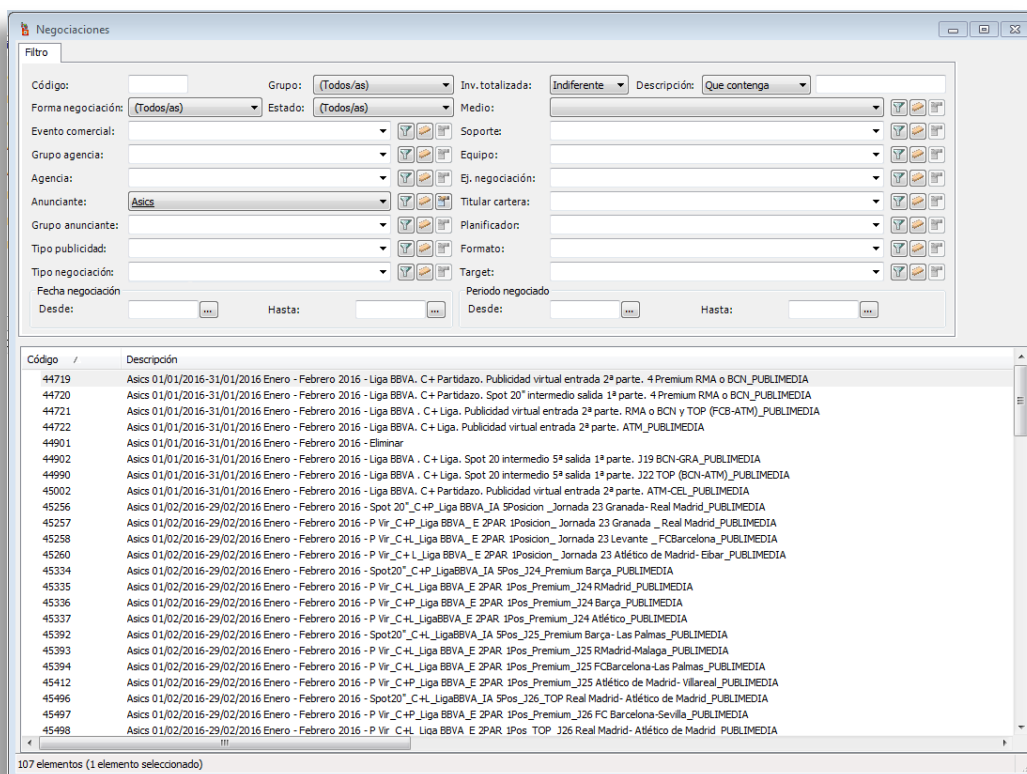 Negociaciones
Filtro
Código: Grupo: (Todos/as) Inv. totalizada: Indiferente Descripción: Que contenga
Forma negociación: (Todos/as) Estado: (Todos/as) Medio:
Evento comercial: Soporte:
Grupo agencia: Equipo:
Agencia: Ej. negociación:
Anunciante: Asics Titular cartera:
Grupo anunciante: Planificador:
Tipo publicidad: Formato:
Tipo negociación: Target:
Fecha negociación Periodo negociado
Desde: ... Hasta: ... Desde: ... Hasta: ...
Código / Descripción
44719 Asics 01/01/2016-31/01/2016 Enero - Febrero 2016 - Liga BBVA. C+ Partidazo. Publicidad virtual entrada 2ª parte. 4 Premium RMA o BCN_PUBLIMEDIA
44720 Asics 01/01/2016-31/01/2016 Enero - Febrero 2016 - Liga BBVA. C+ Partidazo. Spot 20" intermedio salida 1ª parte. 4 Premium RMA o BCN_PUBLIMEDIA
44721 Asics 01/01/2016-31/01/2016 Enero - Febrero 2016 - Liga BBVA . C+ Liga. Publicidad virtual entrada 2ª parte. RMA o BCN y TOP (FCB-ATM)_PUBLIMEDIA
44722 Asics 01/01/2016-31/01/2016 Enero - Febrero 2016 - Liga BBVA. C+ Liga. Publicidad virtual entrada 2ª parte. ATM_PUBLIMEDIA
44901 Asics 01/01/2016-31/01/2016 Enero - Febrero 2016 - Eliminar
44902 Asics 01/01/2016-31/01/2016 Enero - Febrero 2016 - Liga BBVA . C+ Liga. Spot 20 intermedio 5ª salida 1ª parte. J19 BCN-GRA_PUBLIMEDIA
44990 Asics 01/01/2016-31/01/2016 Enero - Febrero 2016 - Liga BBVA . C+ Liga. Spot 20 intermedio 5ª salida 1ª parte. J22 TOP (BCN-ATM)_PUBLIMEDIA
45002 Asics 01/01/2016-31/01/2016 Enero - Febrero 2016 - Liga BBVA. C+ Partidazo. Publicidad virtual entrada 2ª parte. ATM-CEL_PUBLIMEDIA
45256 Asics 01/02/2016-29/02/2016 Enero - Febrero 2016 - Spot 20"_C+P_Liga BBVA_IA 5Posicion _Jornada 23 Granada- Real Madrid_PUBLIMEDIA
45257 Asics 01/02/2016-29/02/2016 Enero - Febrero 2016 - P Vir_C+P_Liga BBVA_ E 2PAR 1Posicion_ Jornada 23 Granada _ Real Madrid_PUBLIMEDIA
45258 Asics 01/02/2016-29/02/2016 Enero - Febrero 2016 - P Vir_C+L_Liga BBVA_ E 2PAR 1Posicion_ Jornada 23 Levante _ FCBarcelona_PUBLIMEDIA
45260 Asics 01/02/2016-29/02/2016 Enero - Febrero 2016 - P Vir_C+ L_Liga BBVA_ E 2PAR 1Posicion_ Jornada 23 Atlético de Madrid- Eibar_PUBLIMEDIA
45334 Asics 01/02/2016-29/02/2016 Enero - Febrero 2016 - Spot20"_C+P_LigaBBVA_IA 5Pos_J24_Premium Barça_PUBLIMEDIA
45335 Asics 01/02/2016-29/02/2016 Enero - Febrero 2016 - P Vir_C+L_Liga BBVA_E 2PAR 1Pos_Premium_J24 RMadrid_PUBLIMEDIA
45336 Asics 01/02/2016-29/02/2016 Enero - Febrero 2016 - P Vir_C+P_Liga BBVA_E 2PAR 1Pos_Premium_J24 Barça_PUBLIMEDIA
45337 Asics 01/02/2016-29/02/2016 Enero - Febrero 2016 - P Vir_C+L_LigaBBVA_E 2PAR 1Pos_Premium_J24 Atlético_PUBLIMEDIA
45392 Asics 01/02/2016-29/02/2016 Enero - Febrero 2016 - Spot20"_C+L_LigaBBVA_IA 5Pos_J25_Premium Barça- Las Palmas_PUBLIMEDIA
45393 Asics 01/02/2016-29/02/2016 Enero - Febrero 2016 - P Vir_C+L_Liga BBVA_E 2PAR 1Pos_Premium_J25 RMadrid-Malaga_PUBLIMEDIA
45394 Asics 01/02/2016-29/02/2016 Enero - Febrero 2016 - P Vir_C+L_Liga BBVA_E 2PAR 1Pos_Premium_J25 FCBarcelona-Las Palmas_PUBLIMEDIA
45412 Asics 01/02/2016-29/02/2016 Enero - Febrero 2016 - P Vir_C+P_Liga BBVA_E 2PAR 1Pos_Premium_J25 Atlético de Madrid- Villareal_PUBLIMEDIA
45496 Asics 01/02/2016-29/02/2016 Enero - Febrero 2016 - Spot20"_C+L_LigaBBVA_IA 5Pos_J26_TOP Real Madrid- Atlético de Madrid_PUBLIMEDIA
45497 Asics 01/02/2016-29/02/2016 Enero - Febrero 2016 - P Vir_C+P_Liga BBVA_E 2PAR 1Pos_Premium_J26 FC Barcelona-Sevilla_PUBLIMEDIA
45498 Asics 01/02/2016-29/02/2016 Enero - Febrero 2016 - P Vir_C+L_Liga BBVA_E 2PAR 1Pos_TOP_J26 Real Madrid- Atlético de Madrid_PUBLIMEDIA
107 elementos (1 elemento seleccionado)